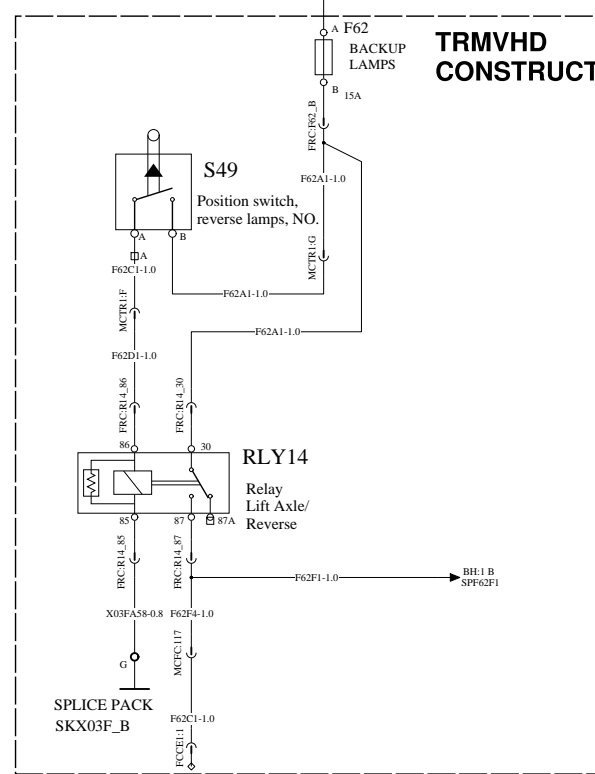 A F62
TRMVHD
CONSTRUCT
BACKUP
LAMPS
B 15A
FRC:F62_B
S49
F62A1-1.0
Position switch,
reverse lamps, NO.
A B
A
F62C1-1.0
MCTR1:G
F62A1-1.0
MCTR1:F
F62A1-1.0
F62D1-1.0
FRC:R14_86
FRC:R14_30
86 30
RLY14
Relay
Lift Axle/
Reverse
85 87 87A
FRC:R14_85
FRC:R14_87
F62F1-1.0
BH:1 B
SPF62F1
X03FA58-0.8 F62F4-1.0
MCFC:117
G
SPLICE PACK
SKX03F_B
F62C1-1.0
FCCE1:1